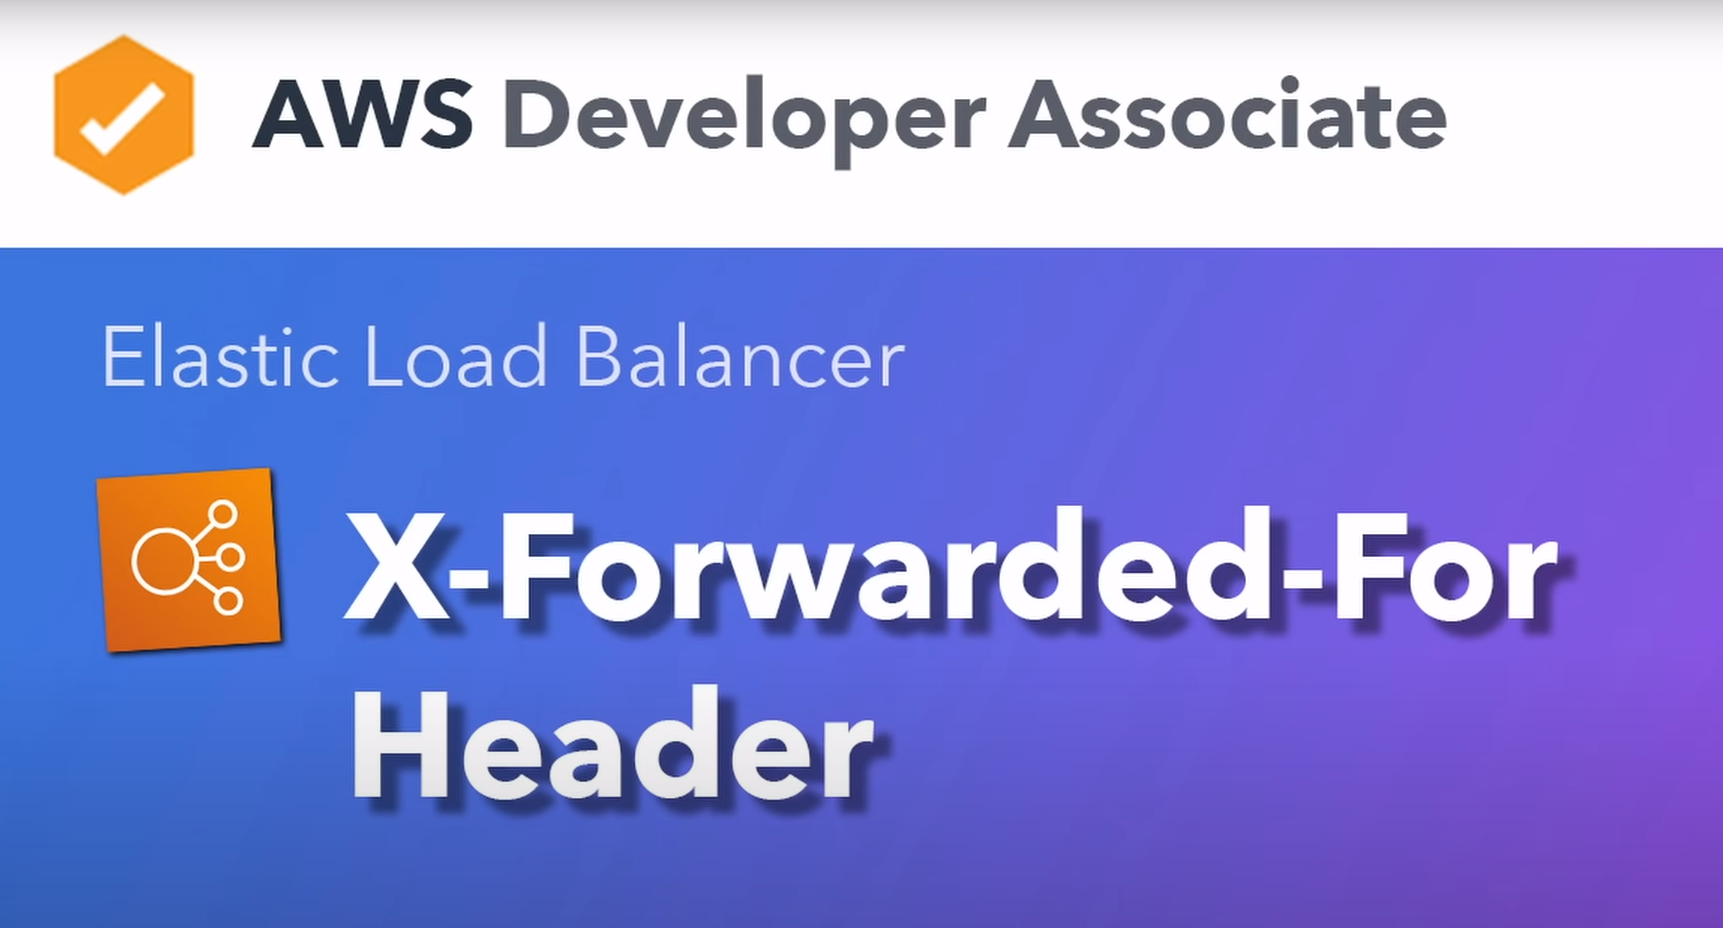 AWS Developer Associate
Elastic Load Balancer
X-Forwarded-For
Header